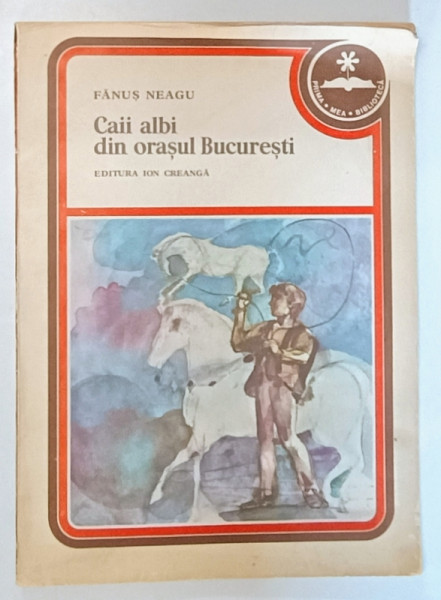 FĂNUȘ NEAGU
Caii albi
din orașul București
EDITURA ION CREANGĂ
PRIMA • MEA • BIBLIOTECĂ